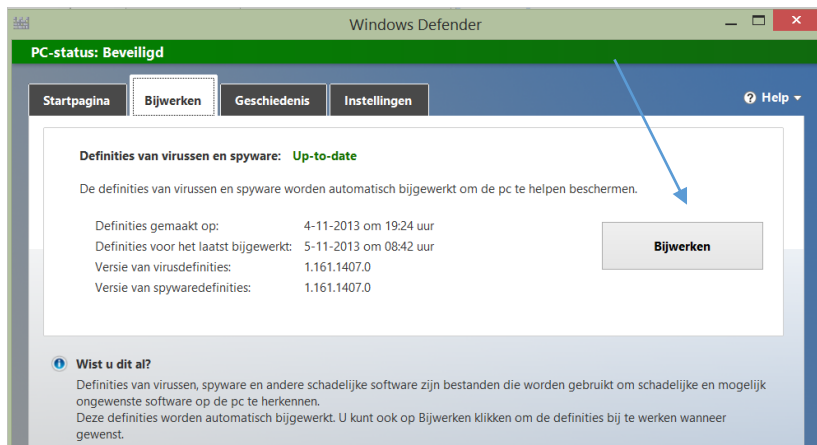 Windows Defender
PC-status: Beveiligd
Startpagina Bijwerken Geschiedenis Instellingen Help
Definities van virussen en spyware: Up-to-date
De definities van virussen en spyware worden automatisch bijgewerkt om de pc te helpen beschermen.
Definities gemaakt op: 4-11-2013 om 19:24 uur
Definities voor het laatst bijgewerkt: 5-11-2013 om 08:42 uur
Versie van virusdefinities: 1.161.1407.0
Versie van spywaredefinities: 1.161.1407.0
Bijwerken
Wist u dit al?
Definities van virussen, spyware en andere schadelijke software zijn bestanden die worden gebruikt om schadelijke en mogelijk
ongewenste software op de pc te herkennen.
Deze definities worden automatisch bijgewerkt. U kunt ook op Bijwerken klikken om de definities bij te werken wanneer
gewenst.